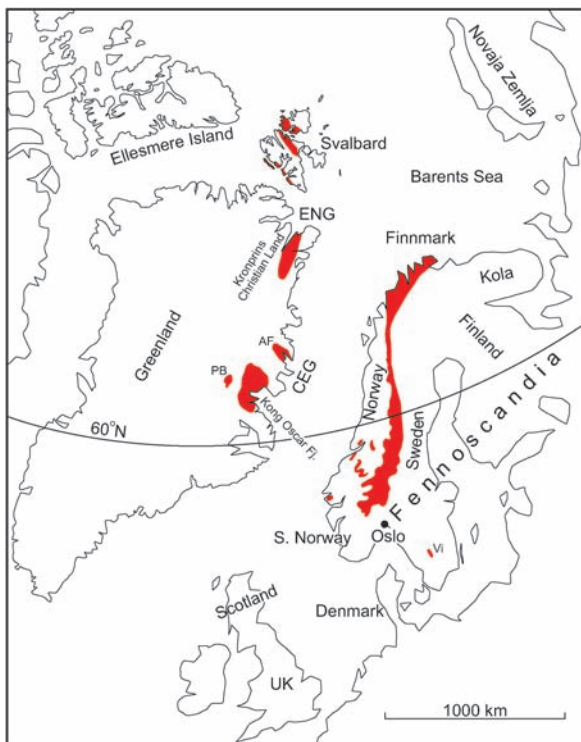 Novaja Zemlja
Ellesmere Island
Svalbard
Barents Sea
ENG
Kronprins
Christian Land
Finnmark
Kola
Greenland
Finland
AF
PB
CEG
Norway
Kong Oscar Fj.
60°N
Sweden
Fennoscandia
S. Norway
Oslo
Vi
Scotland
Denmark
UK
1000 km